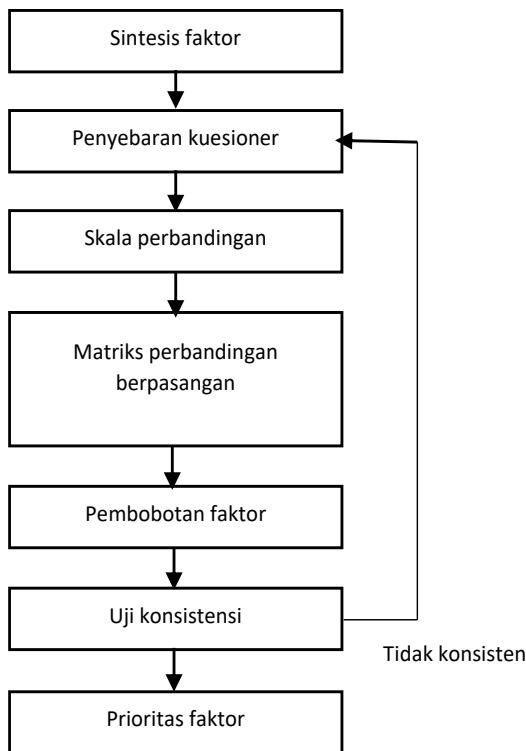 Sintesis faktor
Penyebaran kuesioner
Skala perbandingan
Matriks perbandingan
berpasangan
Pembobotan faktor
Uji konsistensi
Tidak konsisten
Prioritas faktor